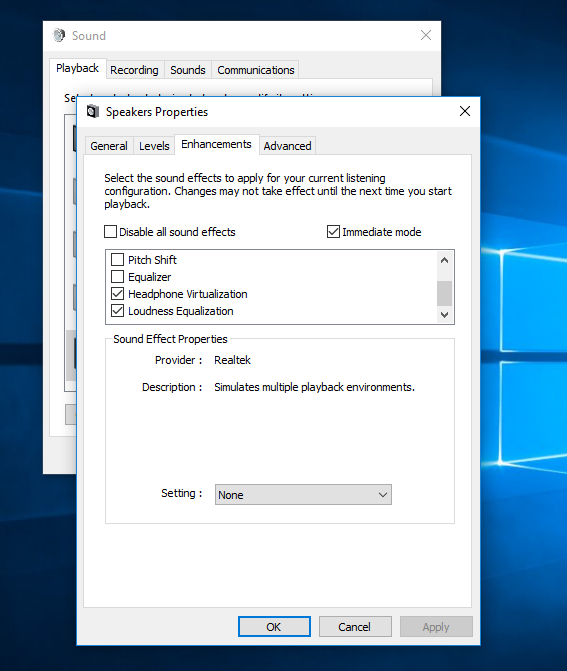 Sound
Playback
Recording
Sounds
Communications
Speakers Properties
General
Levels
Enhancements
Advanced
Select the sound effects to apply for your current listening
configuration. Changes may not take effect until the next time you start
playback.
Disable all sound effects
Immediate mode
Pitch Shift
Equalizer
Headphone Virtualization
Loudness Equalization
Sound Effect Properties
Provider : Realtek
Description : Simulates multiple playback environments.
Setting : None
OK
Cancel
Apply